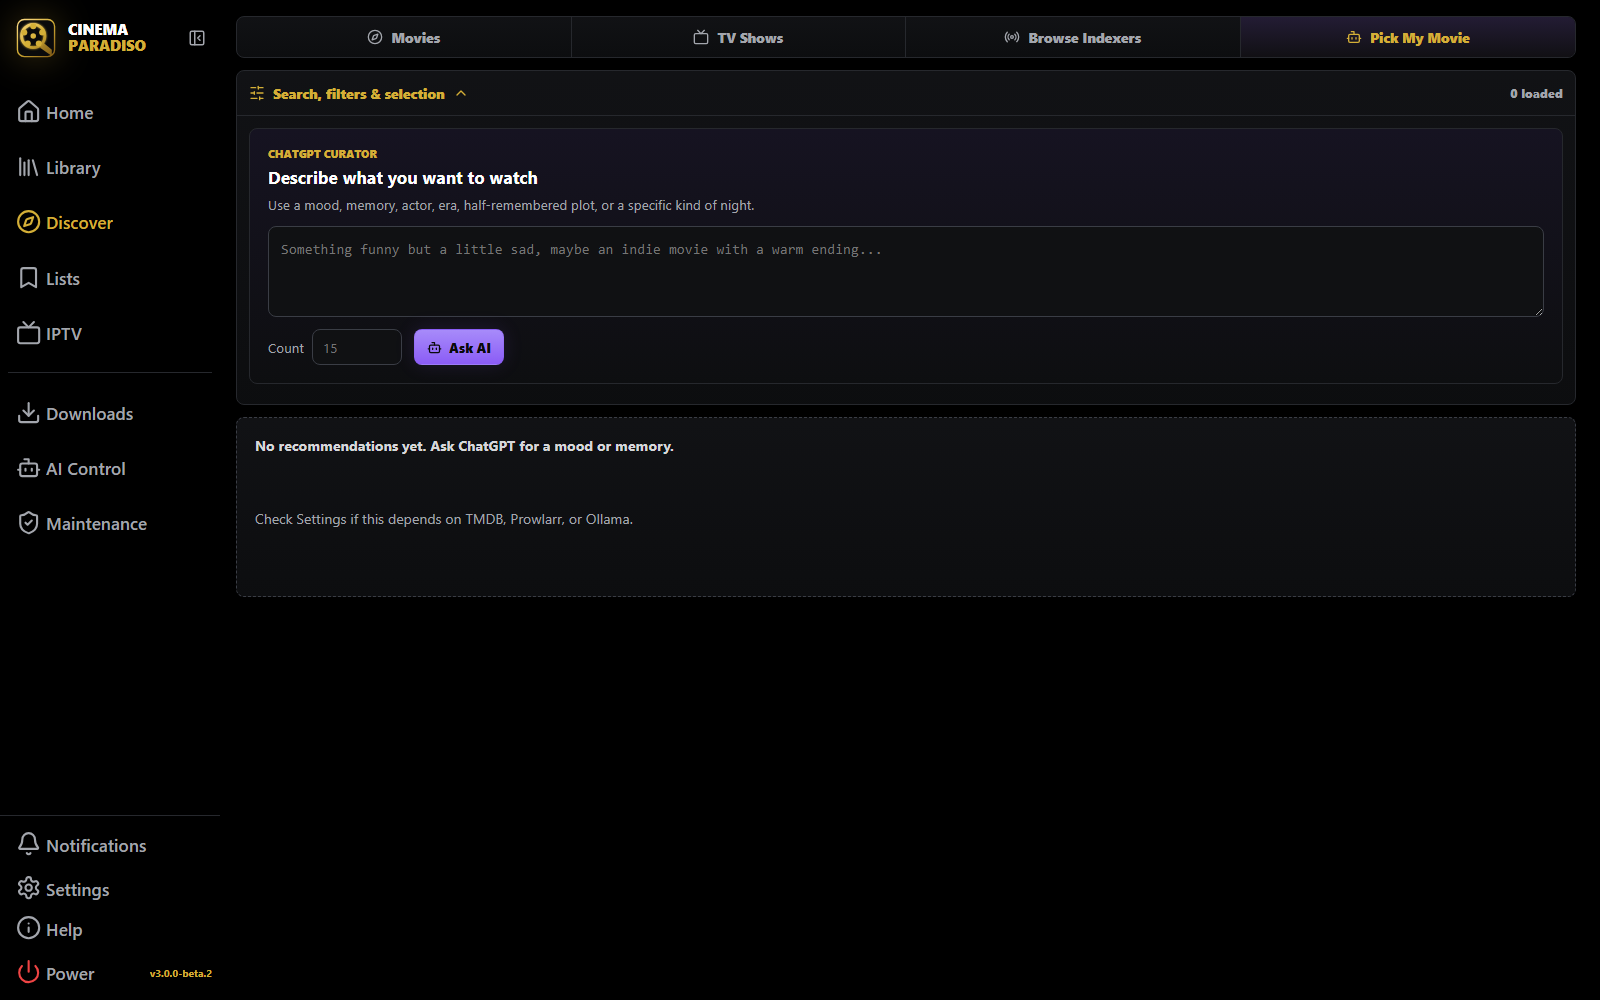 CINEMA
PARADISO
Home
Library
Discover
Lists
IPTV
Downloads
AI Control
Maintenance
Notifications
Settings
Help
Power
v3.0.0-beta.2
Movies
TV Shows
Browse Indexers
Pick My Movie
Search, filters & selection
0 loaded
CHATGPT CURATOR
Describe what you want to watch
Use a mood, memory, actor, era, half-remembered plot, or a specific kind of night.
Something funny but a little sad, maybe an indie movie with a warm ending...
Count
15
Ask AI
No recommendations yet. Ask ChatGPT for a mood or memory.
Check Settings if this depends on TMDB, Prowlarr, or Ollama.